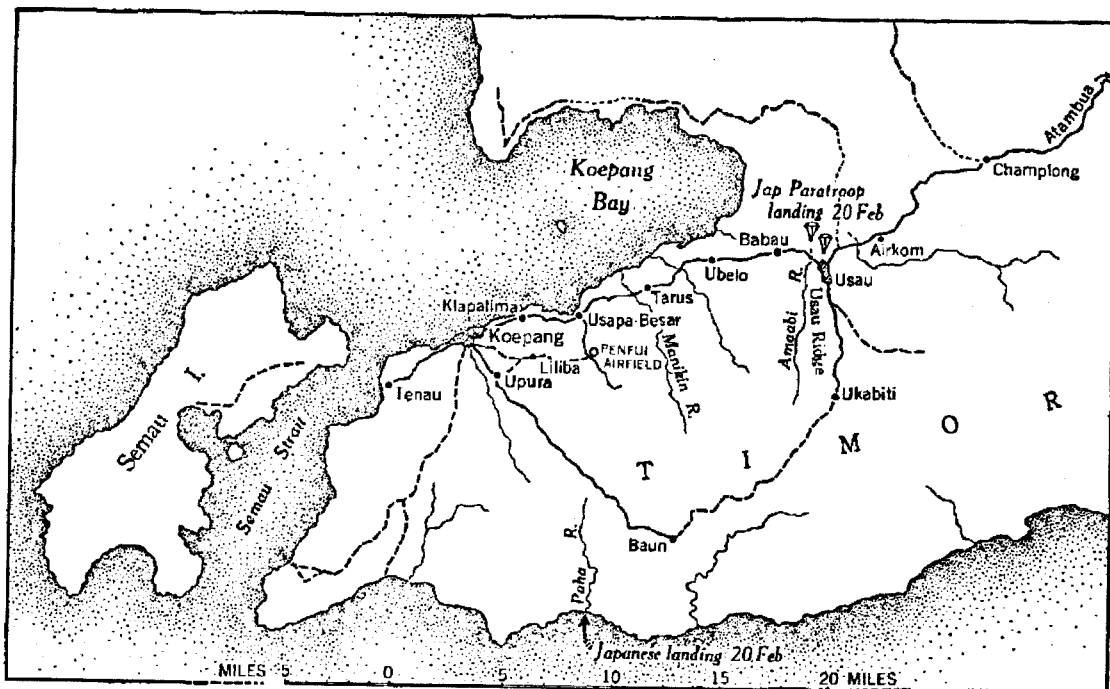 Koepang
Bay
Jap Paratroop
landing 20 Feb
Atambua
Champlong
Airkom
Babau
Ubelo
Usau
Tarus
Klapalima
Usapa-Besar
Koepang
PENFUI
AIRFIELD
Liliba
Upura
Tenau
Manikin R.
Amaabi R.
Usau Ridge
Ukabiti
Semau I.
Semau Strait
TIMOR
Baun
Paha R.
Japanese landing 20 Feb
MILES 5 0 5 10 15 20 MILES